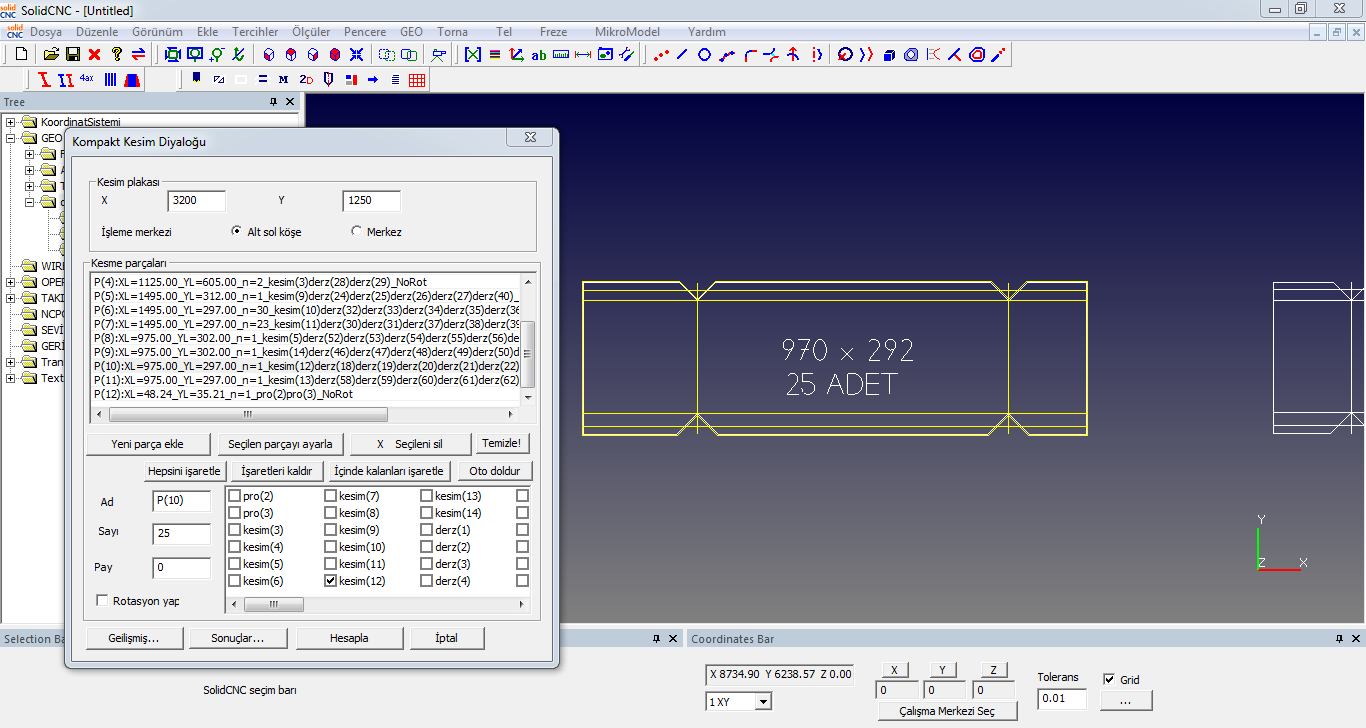 SolidCNC - [Untitled]
Dosya Düzenle Görünüm Ekle Tercihler Ölçüler Pencere GEO Torna Tel Freze MikroModel Yardım
ab
4ax M 2D
Tree
KoordinatSistemi
GEO
WIR
OPE
TAKI
NCPO
SEVİ
GERİ
Tran
Text
Kompakt Kesim Diyaloğu
Kesim plakası
X 3200 Y 1250
İşleme merkezi Alt sol köşe Merkez
Kesme parçaları
P(4):XL=1125.00_YL=605.00_n=2_kesim(3)derz(28)derz(29)_NoRot
P(5):XL=1495.00_YL=312.00_n=1_kesim(9)derz(24)derz(25)derz(26)derz(27)derz(40)_
P(6):XL=1495.00_YL=297.00_n=30_kesim(10)derz(32)derz(33)derz(34)derz(35)derz(36
P(7):XL=1495.00_YL=297.00_n=23_kesim(11)derz(30)derz(31)derz(37)derz(38)derz(39
P(8):XL=975.00_YL=302.00_n=1_kesim(5)derz(52)derz(53)derz(54)derz(55)derz(56)de
P(9):XL=975.00_YL=302.00_n=1_kesim(14)derz(46)derz(47)derz(48)derz(49)derz(50)d
P(10):XL=975.00_YL=297.00_n=1_kesim(12)derz(18)derz(19)derz(20)derz(21)derz(22)
P(11):XL=975.00_YL=297.00_n=1_kesim(13)derz(58)derz(59)derz(60)derz(61)derz(62)
P(12):XL=48.24_YL=35.21_n=1_pro(2)pro(3)_NoRot
Yeni parça ekle Seçilen parçayı ayarla X Seçileni sil Temizle!
Hepsini işaretle İşaretleri kaldır İçinde kalanları işaretle Oto doldur
Ad P(10)
Sayı 25
Pay 0
Rotasyon yap
pro(2) kesim(7) kesim(13)
pro(3) kesim(8) kesim(14)
kesim(3) kesim(9) derz(1)
kesim(4) kesim(10) derz(2)
kesim(5) kesim(11) derz(3)
kesim(6) kesim(12) derz(4)
Gelişmiş... Sonuçlar... Hesapla İptal
970 x 292
25 ADET
Y
Z X
Selection Ba
SolidCNC seçim barı
Coordinates Bar
X 8734.90 Y 6238.57 Z 0.00
1 XY
X Y Z
0 0 0
Çalışma Merkezi Seç
Tolerans
0.01
Grid
...